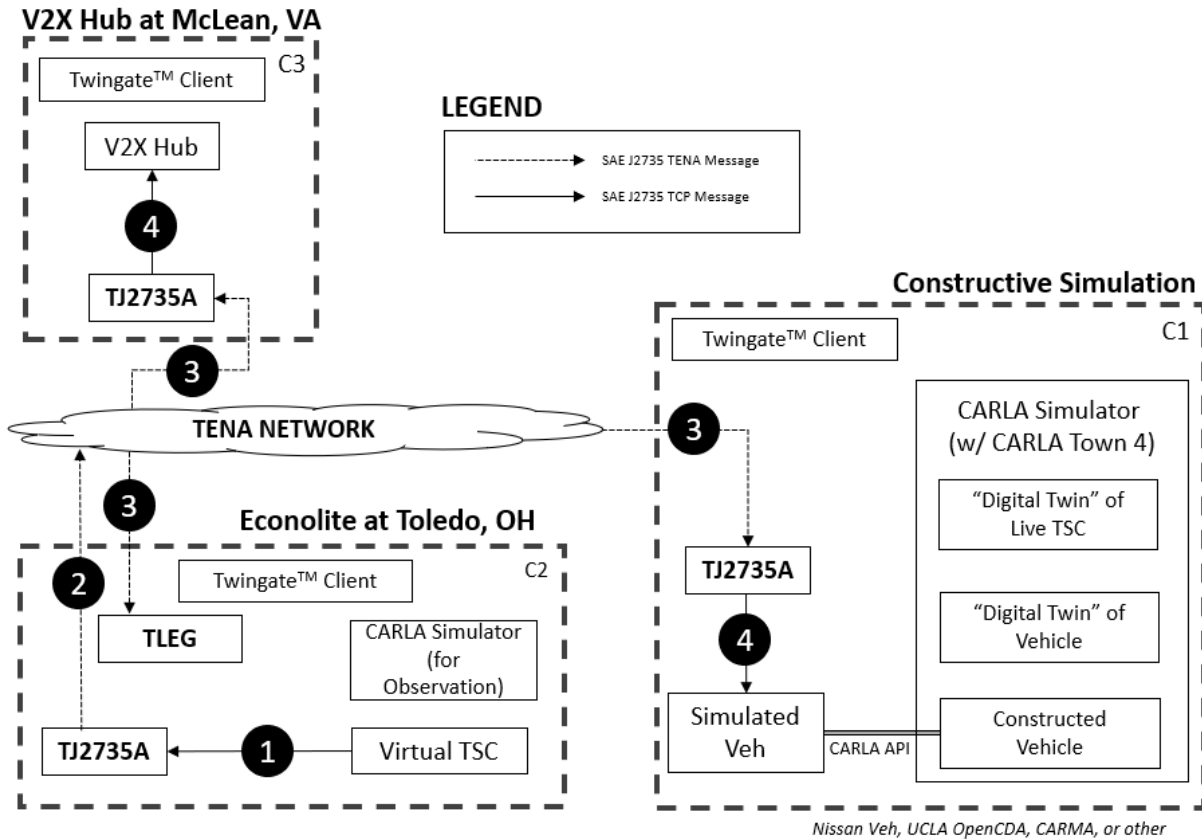 V2X Hub at McLean, VA
C3
Twingate™ Client
V2X Hub
4
TJ2735A
3
LEGEND
SAE J2735 TENA Message
SAE J2735 TCP Message
TENA NETWORK
3
Econolite at Toledo, OH
C2
Twingate™ Client
2
TLEG
CARLA Simulator
(for
Observation)
TJ2735A
1
Virtual TSC
Constructive Simulation
C1
Twingate™ Client
3
TJ2735A
4
Simulated
Veh
CARLA API
CARLA Simulator
(w/ CARLA Town 4)
“Digital Twin” of
Live TSC
“Digital Twin” of
Vehicle
Constructed
Vehicle
Nissan Veh, UCLA OpenCDA, CARMA, or other